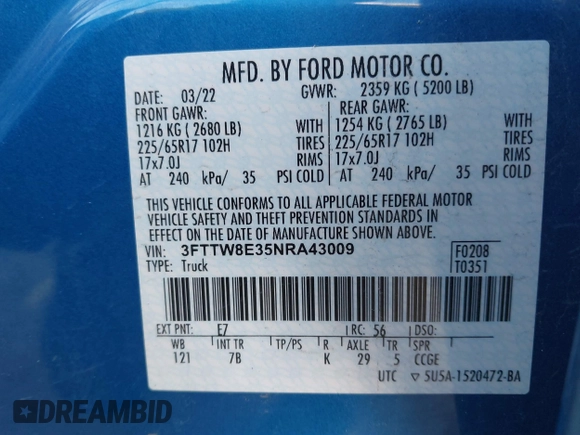 MFD. BY FORD MOTOR CO.
DATE: 03/22 GVWR: 2359 KG ( 5200 LB)
FRONT GAWR: REAR GAWR:
1216 KG ( 2680 LB) WITH 1254 KG ( 2765 LB) WITH
225/65R17 102H TIRES 225/65R17 102H TIRES
17x7.0J RIMS 17x7.0J RIMS
AT 240 kPa/ 35 PSI COLD AT 240 kPa/ 35 PSI COLD
THIS VEHICLE CONFORMS TO ALL APPLICABLE FEDERAL MOTOR
VEHICLE SAFETY AND THEFT PREVENTION STANDARDS IN
EFFECT ON THE DATE OF MANUFACTURE SHOWN ABOVE.
VIN: 3FTTW8E35NRA43009 F0208
TYPE: Truck T0351
EXT PNT: E7 RC: 56 DSO:
WB INT TR TP/PS R AXLE TR SPR
121 7B K 29 5 CCGE
UTC ▽ 5U5A-1520472-BA
DREAMBID